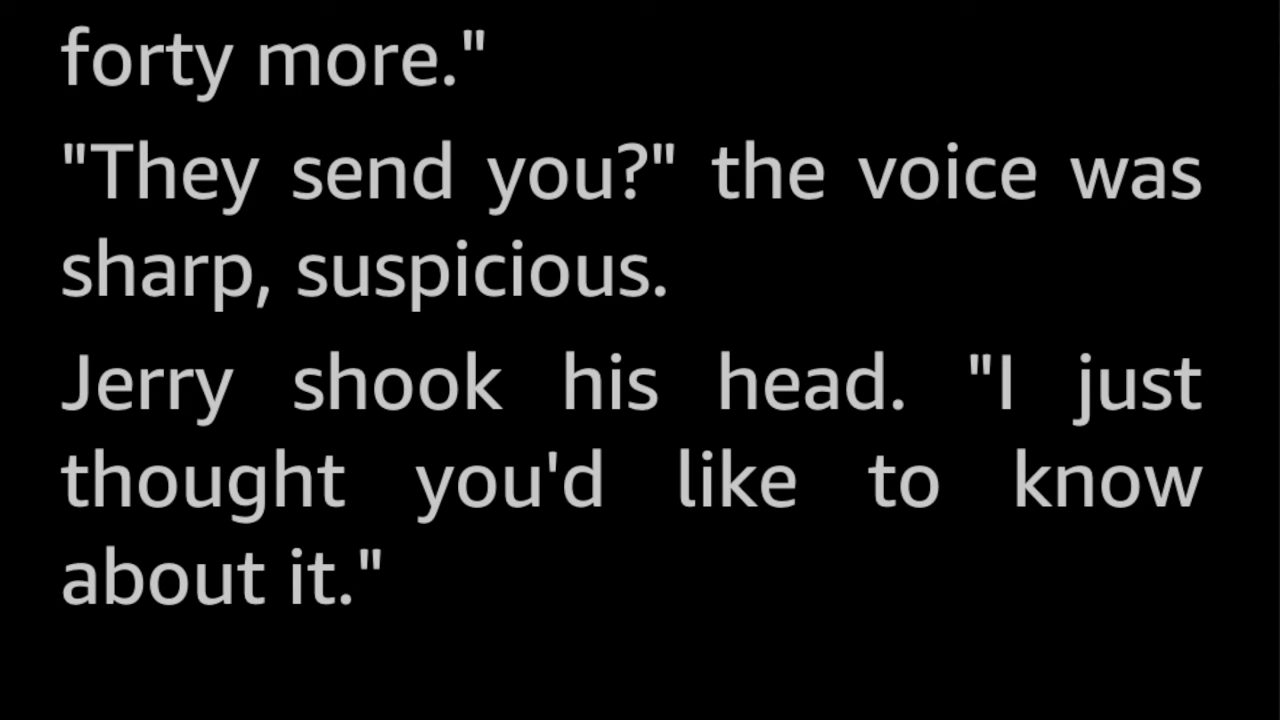 forty more."
"They send you?" the voice was
sharp, suspicious.
Jerry shook his head. "I just
thought you'd like to know
about it."